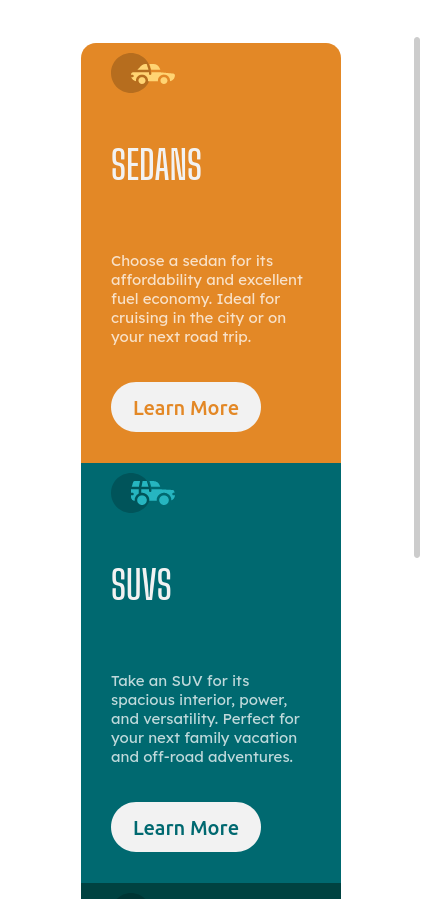 SEDANS
Choose a sedan for its
affordability and excellent
fuel economy. Ideal for
cruising in the city or on
your next road trip.
Learn More
SUVS
Take an SUV for its
spacious interior, power,
and versatility. Perfect for
your next family vacation
and off-road adventures.
Learn More